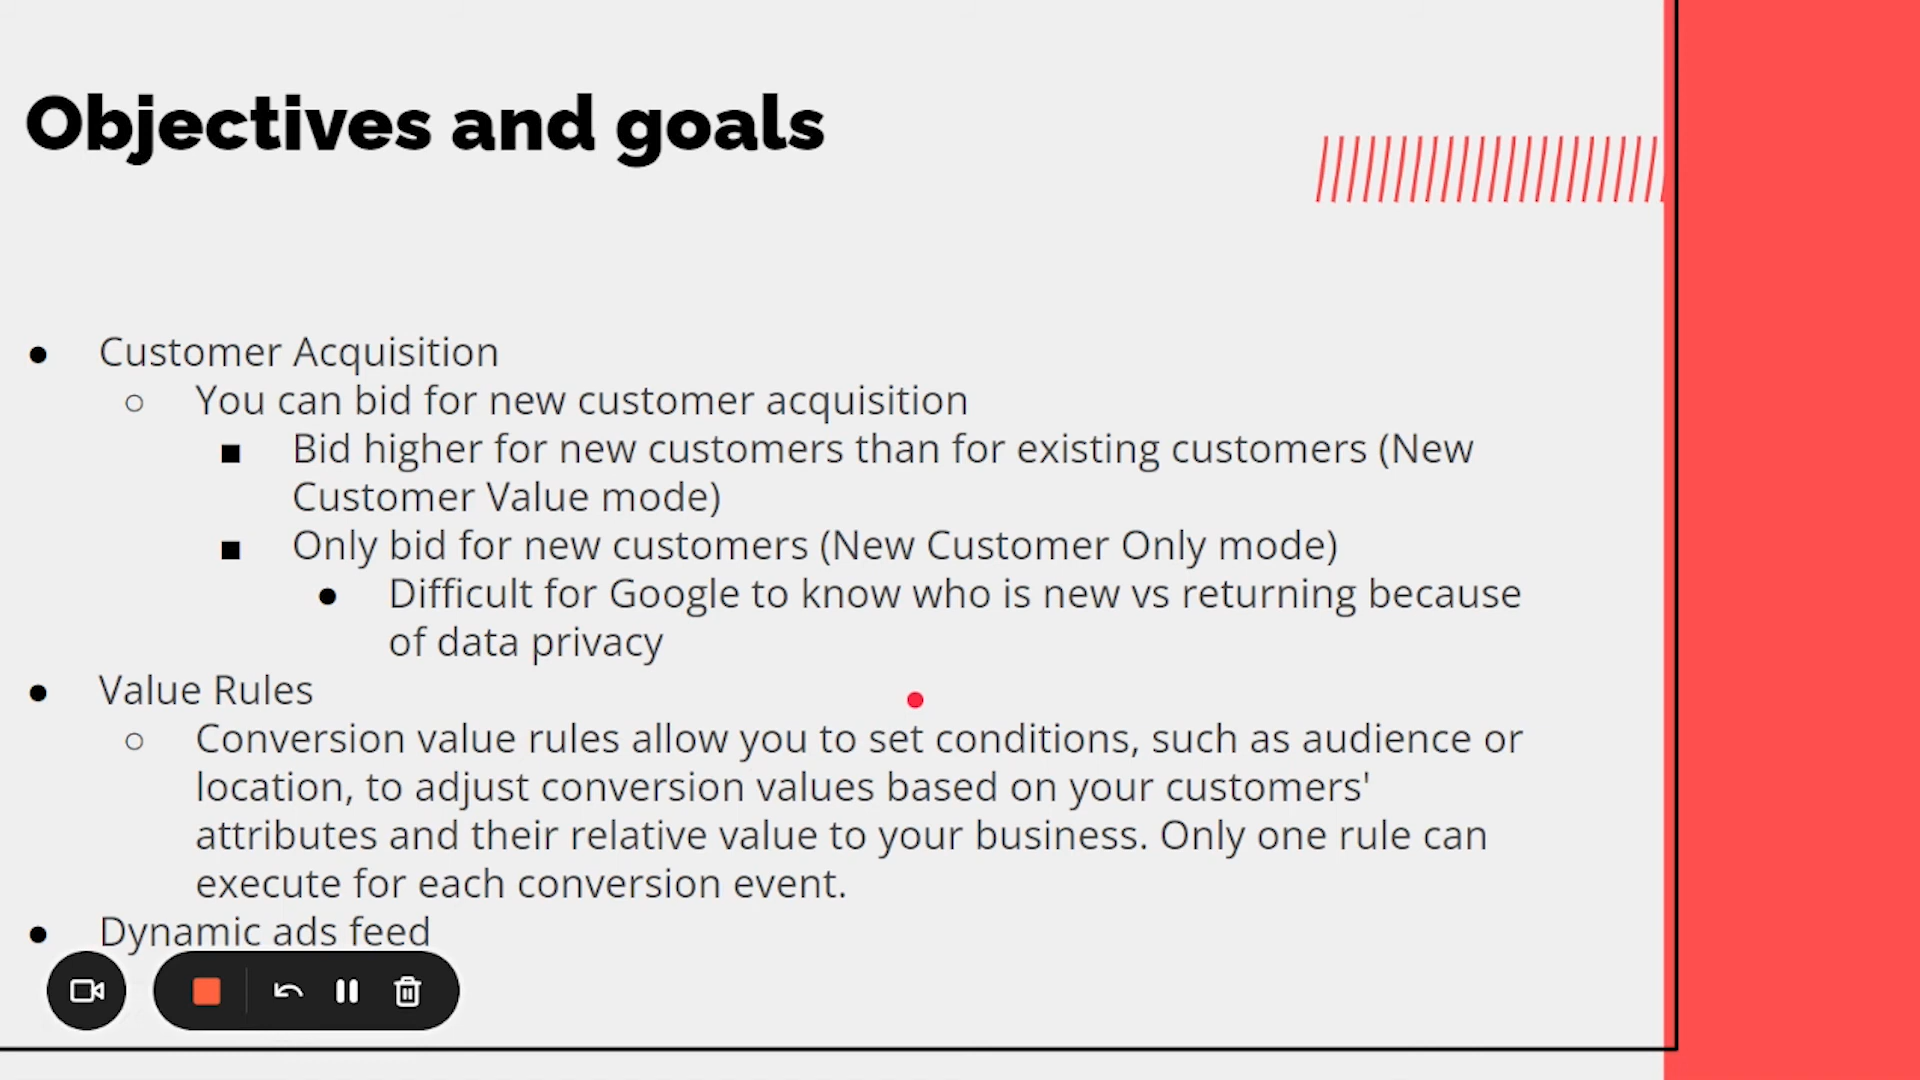 Objectives and goals
● Customer Acquisition
○ You can bid for new customer acquisition
■ Bid higher for new customers than for existing customers (New
Customer Value mode)
■ Only bid for new customers (New Customer Only mode)
● Difficult for Google to know who is new vs returning because
of data privacy
● Value Rules
○ Conversion value rules allow you to set conditions, such as audience or
location, to adjust conversion values based on your customers'
attributes and their relative value to your business. Only one rule can
execute for each conversion event.
● Dynamic ads feed